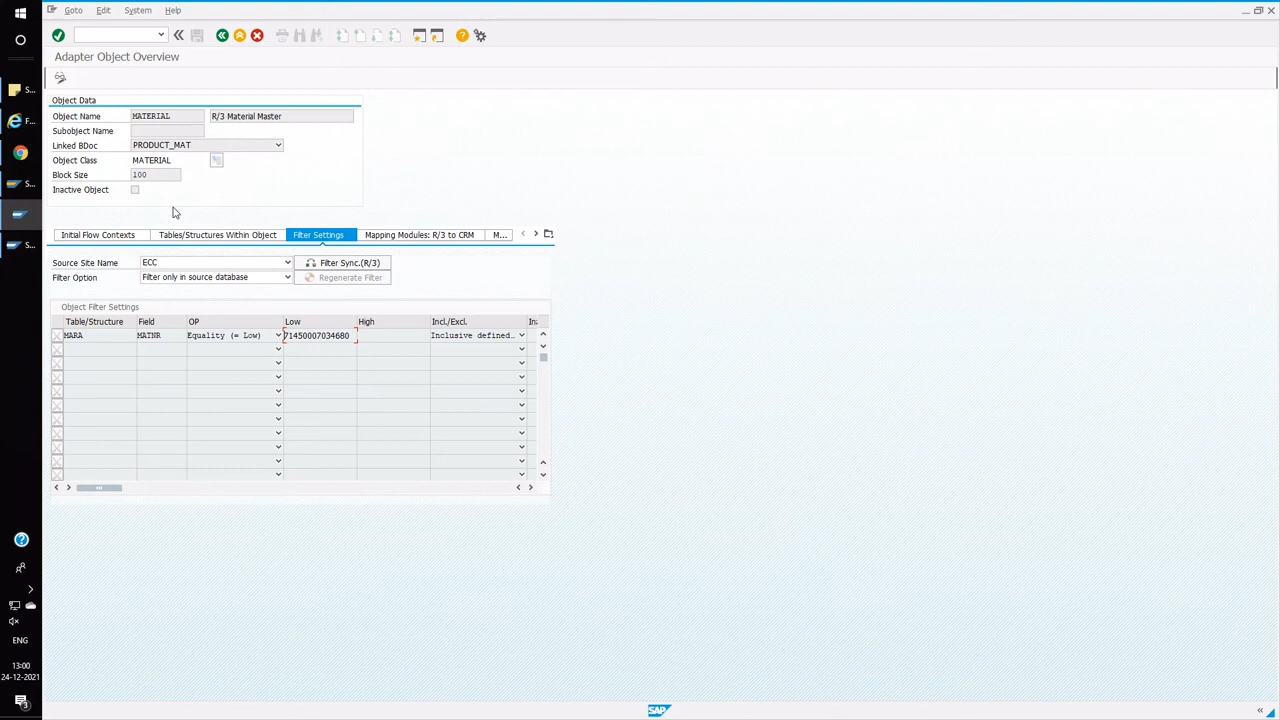 Goto Edit System Help
Adapter Object Overview
Object Data
Object Name MATERIAL R/3 Material Master
Subobject Name
Linked BDoc PRODUCT_MAT
Object Class MATERIAL
Block Size 100
Inactive Object
Initial Flow Contexts Tables/Structures Within Object Filter Settings Mapping Modules: R/3 to CRM M...
Source Site Name ECC Filter Sync.(R/3)
Filter Option Filter only in source database Regenerate Filter
Object Filter Settings
Table/Structure Field OP Low High Incl./Excl. In
MARA MATNR Equality (= Low) 71450007034680 Inclusive defined…
S...
F...
S...
S...
ENG
13:00
24-12-2021
3
SAP